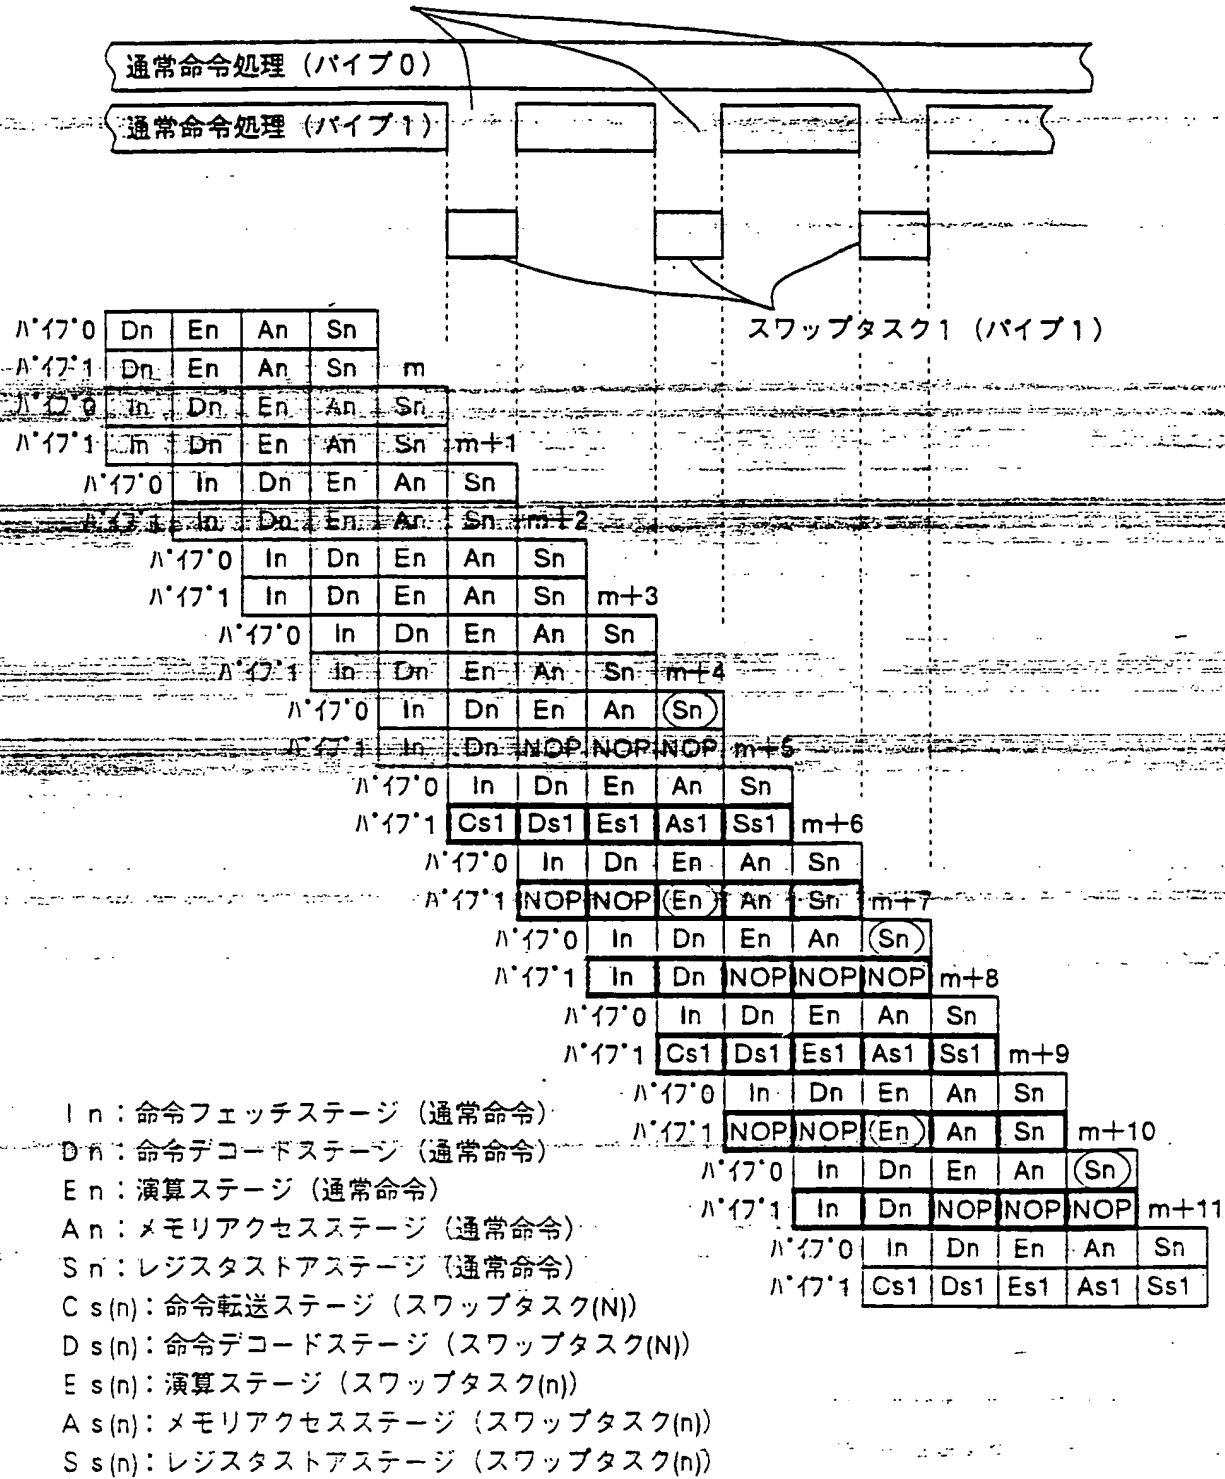 通常命令処理（パイプ0）
通常命令処理（パイプ1）
スワップタスク1（パイプ1）
パイプ0 Dn En An Sn
パイプ1 Dn En An Sn m
パイプ0 In Dn En An Sn
パイプ1 In Dn En An Sn m+1
パイプ0 In Dn En An Sn
パイプ1 In Dn En An Sn m+2
パイプ0 In Dn En An Sn
パイプ1 In Dn En An Sn m+3
パイプ0 In Dn En An Sn
パイプ1 In Dn En An Sn m+4
パイプ0 In Dn En An Sn
パイプ1 In Dn NOP NOP NOP m+5
パイプ0 In Dn En An Sn
パイプ1 Cs1 Ds1 Es1 As1 Ss1 m+6
パイプ0 In Dn En An Sn
パイプ1 NOP NOP En An Sn m+7
パイプ0 In Dn En An Sn
パイプ1 In Dn NOP NOP NOP m+8
パイプ0 In Dn En An Sn
パイプ1 Cs1 Ds1 Es1 As1 Ss1 m+9
パイプ0 In Dn En An Sn
パイプ1 NOP NOP En An Sn m+10
パイプ0 In Dn En An Sn
パイプ1 In Dn NOP NOP NOP m+11
パイプ0 In Dn En An Sn
パイプ1 Cs1 Ds1 Es1 As1 Ss1
In：命令フェッチステージ（通常命令）
Dn：命令デコードステージ（通常命令）
En：演算ステージ（通常命令）
An：メモリアクセスステージ（通常命令）
Sn：レジスタストアステージ（通常命令）
Cs(n)：命令転送ステージ（スワップタスク(N)）
Ds(n)：命令デコードステージ（スワップタスク(N)）
Es(n)：演算ステージ（スワップタスク(n)）
As(n)：メモリアクセスステージ（スワップタスク(n)）
Ss(n)：レジスタストアステージ（スワップタスク(n)）